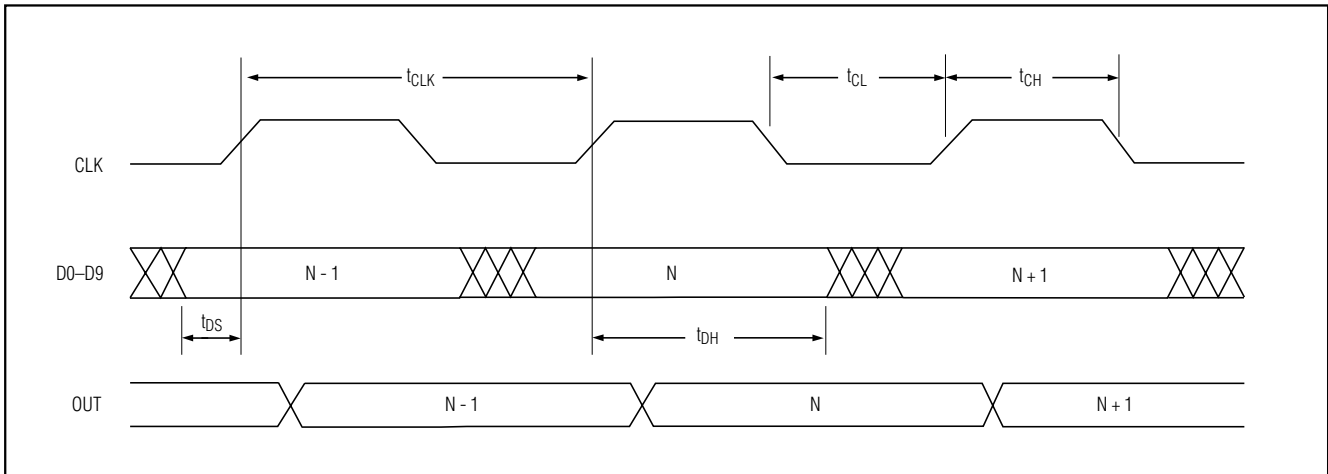 tCLK
tCL
tCH
CLK
D0–D9
N - 1
N
N + 1
tDS
tDH
OUT
N - 1
N
N + 1